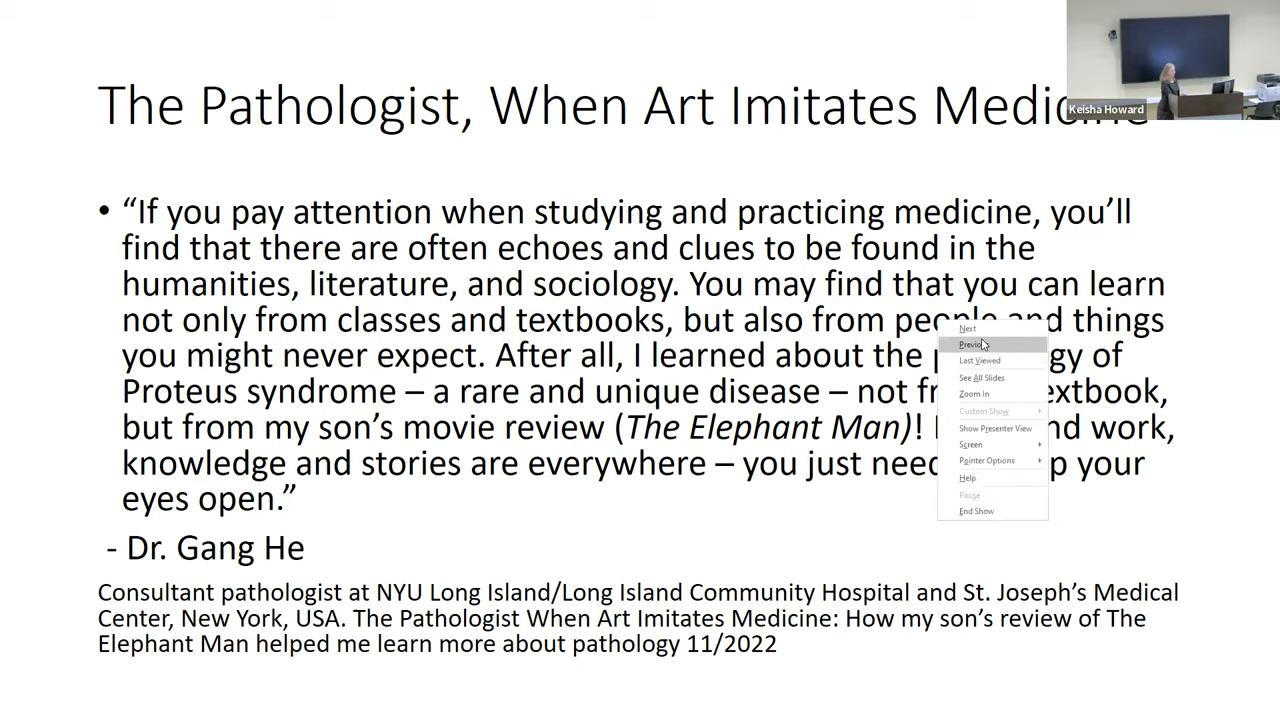 The Pathologist, When Art Imitates Medicine
Keisha Howard
• “If you pay attention when studying and practicing medicine, you’ll
find that there are often echoes and clues to be found in the
humanities, literature, and sociology. You may find that you can learn
not only from classes and textbooks, but also from people and things
you might never expect. After all, I learned about the of
Proteus syndrome – a rare and unique disease – not
but from my son’s movie review (The Elephant Man)! work,
knowledge and stories are everywhere – you just need your
eyes open.”
- Dr. Gang He
Consultant pathologist at NYU Long Island/Long Island Community Hospital and St. Joseph’s Medical
Center, New York, USA. The Pathologist When Art Imitates Medicine: How my son’s review of The
Elephant Man helped me learn more about pathology 11/2022
Next
Previous
Last Viewed
See All Slides
Zoom In
Custom Show
Show Presenter View
Screen
Pointer Options
Help
Pause
End Show